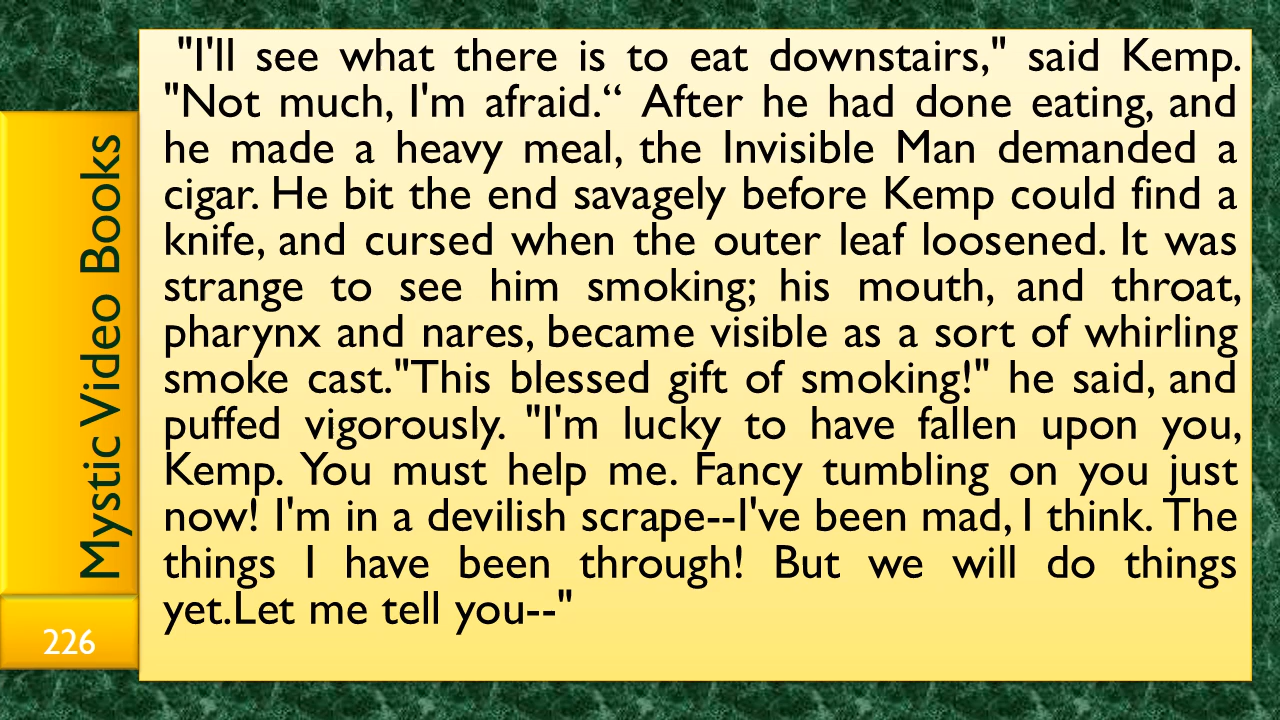 "I'll see what there is to eat downstairs," said Kemp.
"Not much, I'm afraid.“ After he had done eating, and
he made a heavy meal, the Invisible Man demanded a
cigar. He bit the end savagely before Kemp could find a
knife, and cursed when the outer leaf loosened. It was
strange to see him smoking; his mouth, and throat,
pharynx and nares, became visible as a sort of whirling
smoke cast."This blessed gift of smoking!" he said, and
puffed vigorously. "I'm lucky to have fallen upon you,
Kemp. You must help me. Fancy tumbling on you just
now! I'm in a devilish scrape--I've been mad, I think. The
things I have been through! But we will do things
yet.Let me tell you--"
Mystic Video Books
226